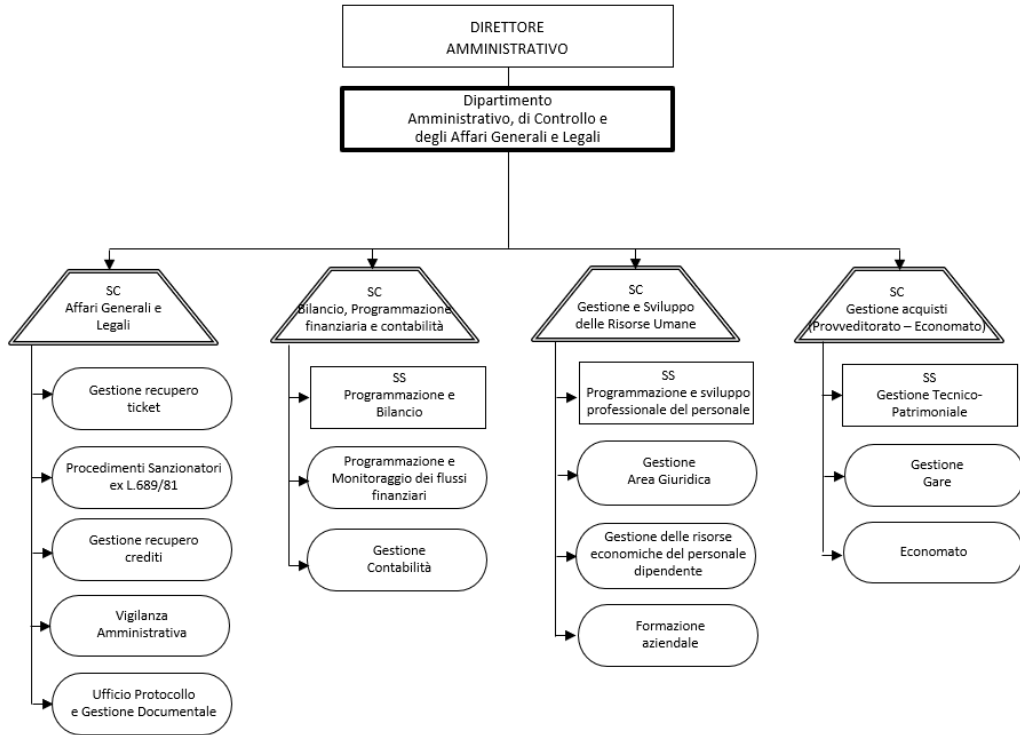 DIRETTORE
AMMINISTRATIVO
Dipartimento
Amministrativo, di Controllo e
degli Affari Generali e Legali
SC
Affari Generali e
Legali
Gestione recupero
ticket
Procedimenti Sanzionatori
ex L.689/81
Gestione recupero
crediti
Vigilanza
Amministrativa
Ufficio Protocollo
e Gestione Documentale
SC
Bilancio, Programmazione
finanziaria e contabilità
SS
Programmazione e
Bilancio
Programmazione e
Monitoraggio dei flussi
finanziari
Gestione
Contabilità
SC
Gestione e Sviluppo
delle Risorse Umane
SS
Programmazione e sviluppo
professionale del personale
Gestione
Area Giuridica
Gestione delle risorse
economiche del personale
dipendente
Formazione
aziendale
SC
Gestione acquisti
(Provveditorato – Economato)
SS
Gestione Tecnico-
Patrimoniale
Gestione
Gare
Economato